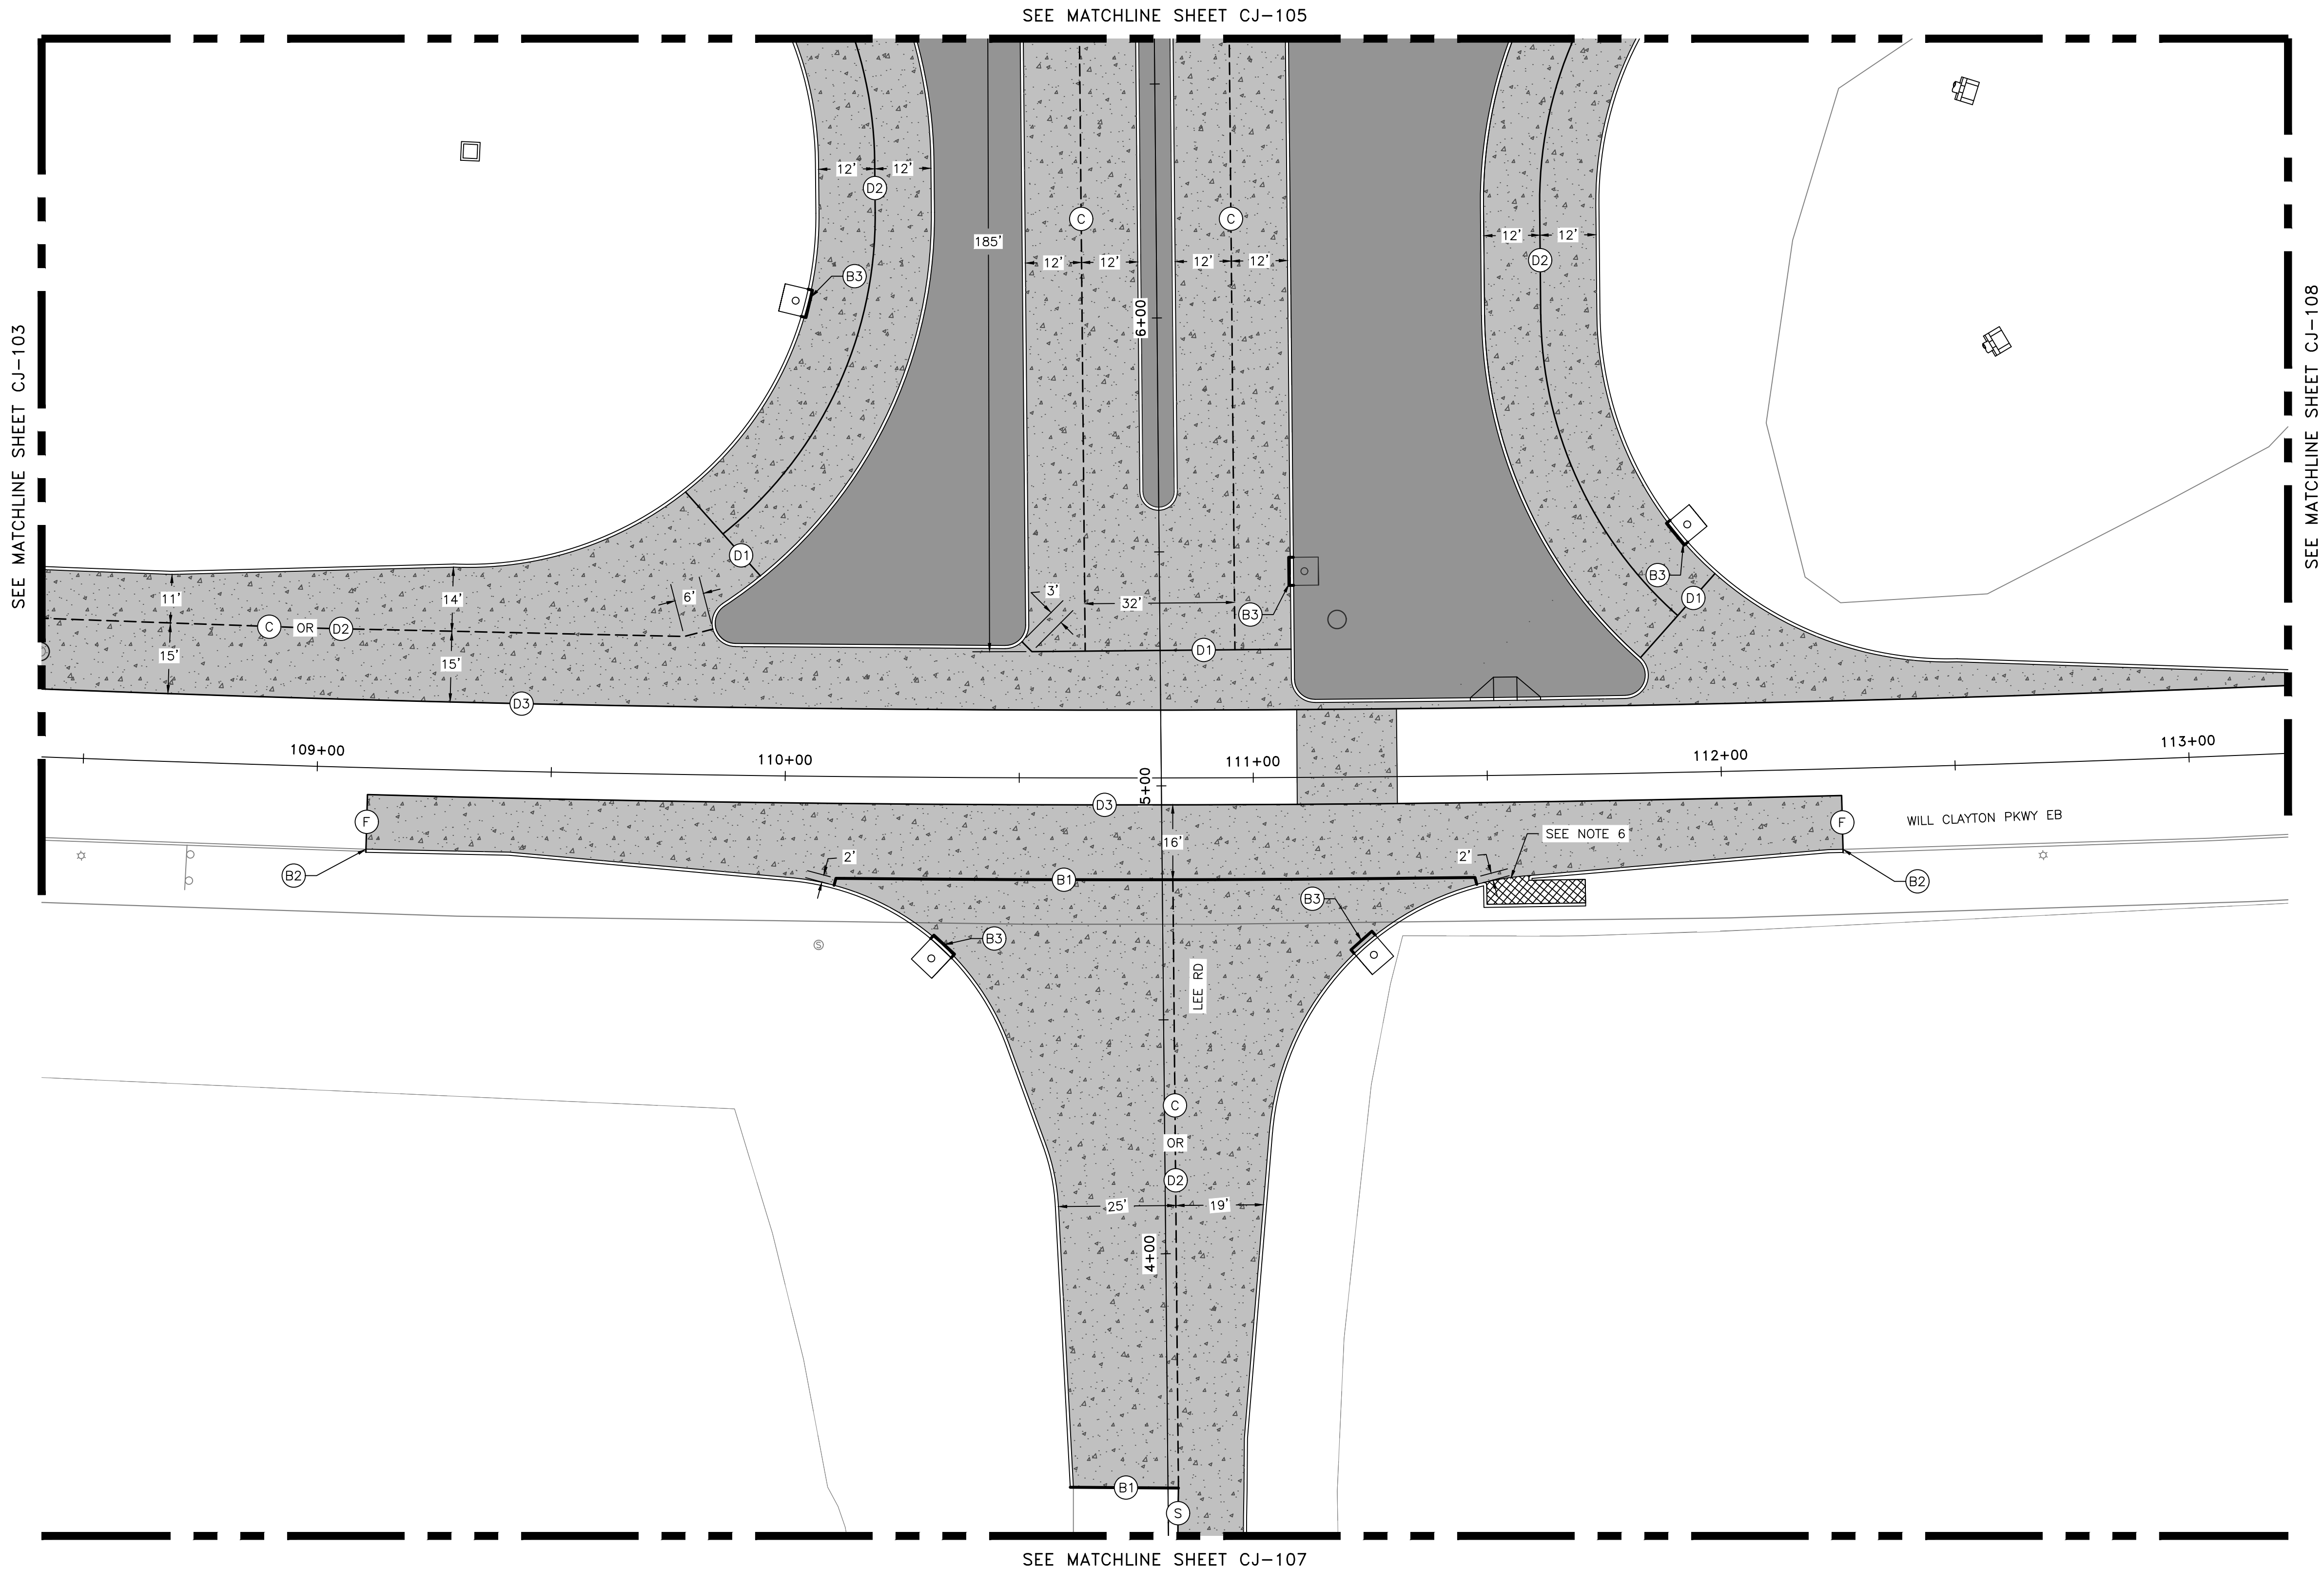 SEE MATCHLINE SHEET CJ-105
SEE MATCHLINE SHEET CJ-103
SEE MATCHLINE SHEET CJ-108
12'
12'
D2
B3
185'
C
C
12'
12'
12'
12'
6+00
12'
12'
D2
B3
D1
6'
3'
32'
B3
D1
D1
11'
14'
C OR D2
15'
15'
D3
109+00
110+00
5+00
111+00
112+00
113+00
F
B2
D3
16'
SEE NOTE 6
F
WILL CLAYTON PKWY EB
B2
2'
2'
B1
B3
B3
LEE RD
C
OR
D2
25'
19'
4+00
B1
S
S
SEE MATCHLINE SHEET CJ-107